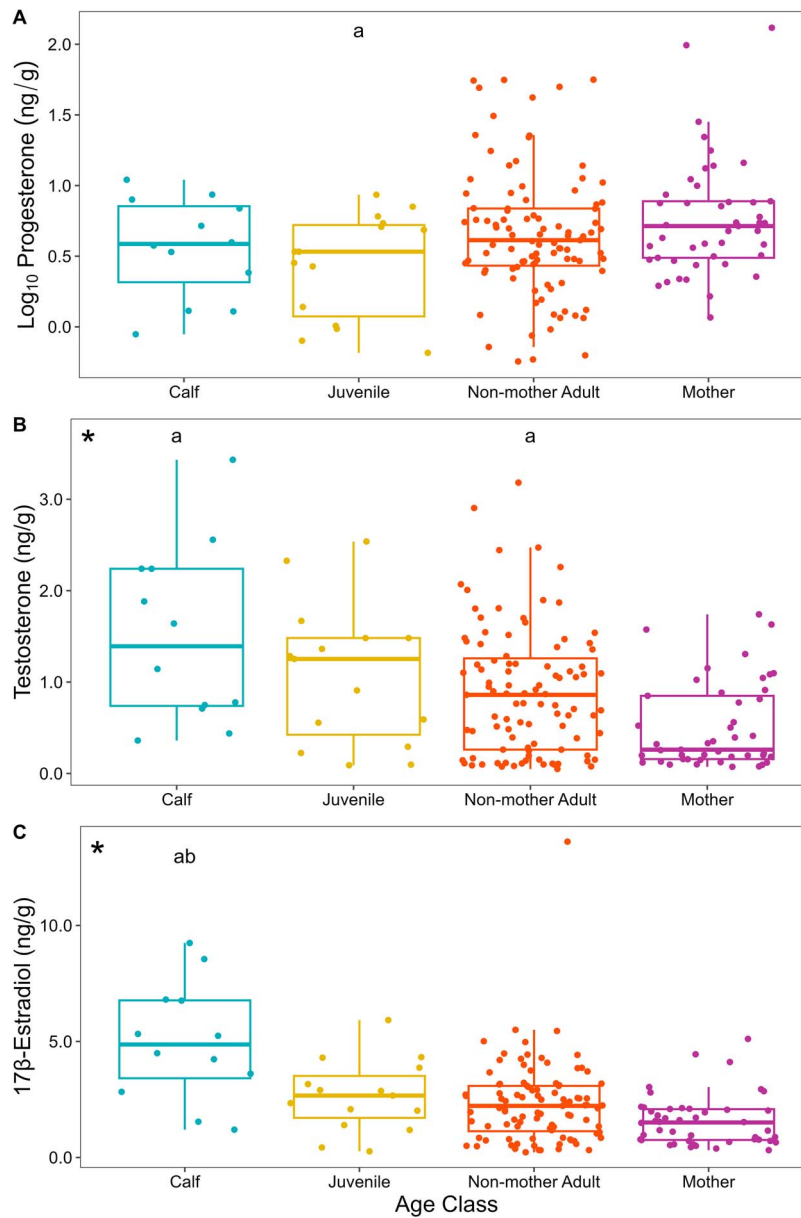 A
a
Log₁₀ Progesterone (ng/g)
2.0
1.5
1.0
0.5
0.0
Calf Juvenile Non-mother Adult Mother
B
* a a
Testosterone (ng/g)
3.0
2.0
1.0
0.0
Calf Juvenile Non-mother Adult Mother
C
* ab
17β-Estradiol (ng/g)
10.0
5.0
0.0
Calf Juvenile Non-mother Adult Mother
Age Class